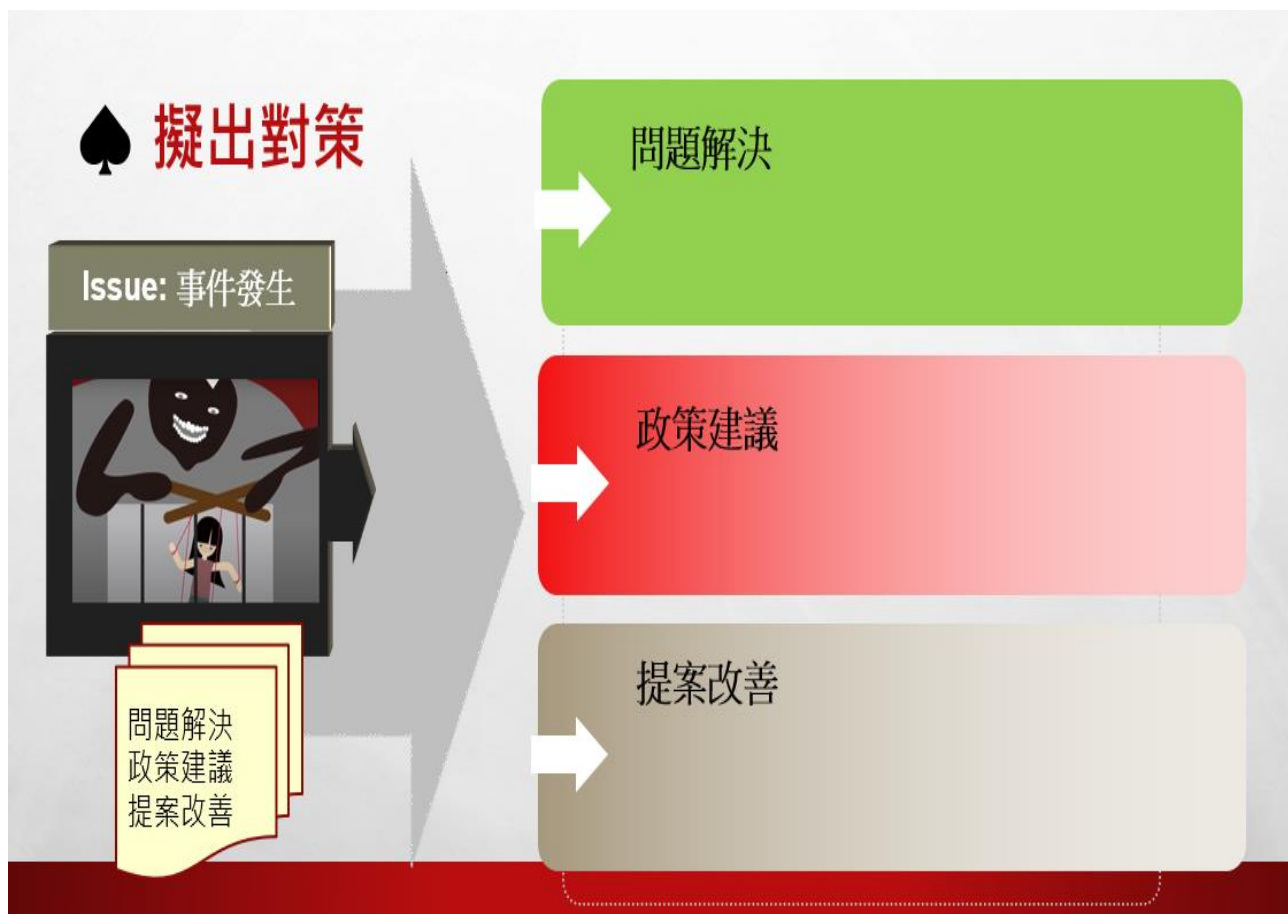 擬出對策
Issue: 事件發生
問題解決
政策建議
提案改善
問題解決
政策建議
提案改善